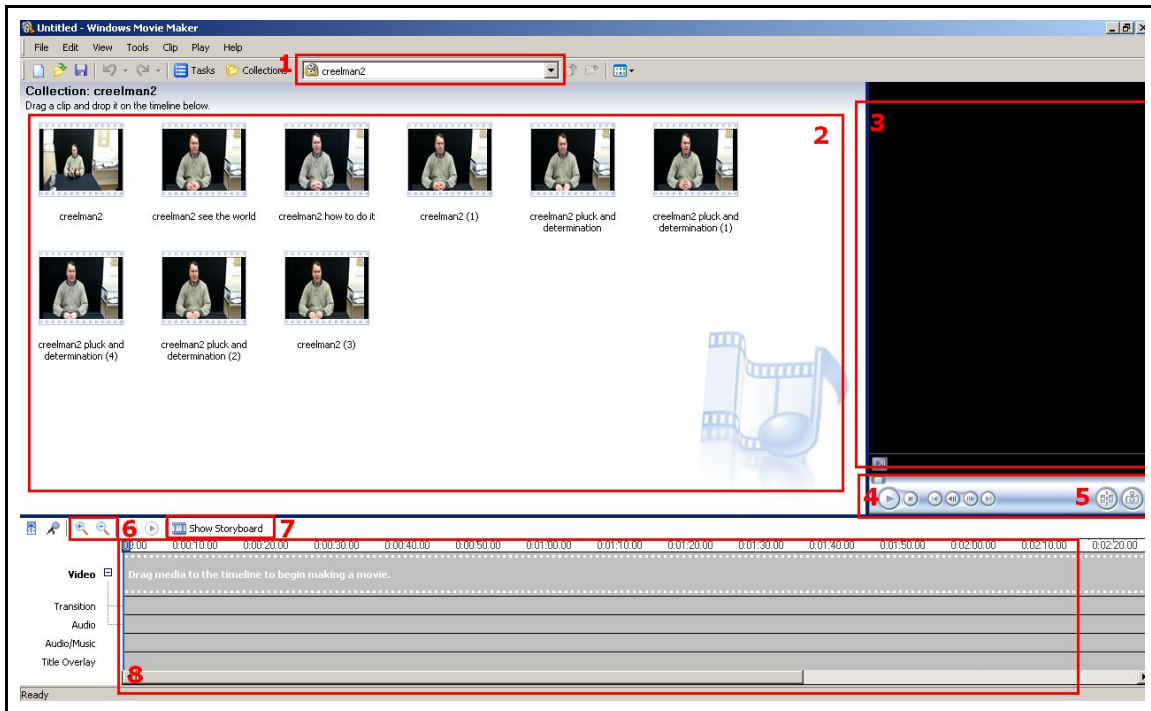 Untitled - Windows Movie Maker
File Edit View Tools Clip Play Help
Tasks Collections 1 creelman2
Collection: creelman2
Drag a clip and drop it on the timeline below.
2
3
creelman2
creelman2 see the world
creelman2 how to do it
creelman2 (1)
creelman2 pluck and
determination
creelman2 pluck and
determination (1)
creelman2 pluck and
determination (4)
creelman2 pluck and
determination (2)
creelman2 (3)
4
5
6
Show Storyboard
7
0:00:10.00 0:00:20.00 0:00:30.00 0:00:40.00 0:00:50.00 0:01:00.00 0:01:10.00 0:01:20.00 0:01:30.00 0:01:40.00 0:01:50.00 0:02:00.00 0:02:10.00 0:02:20.00
Video
Drag media to the timeline to begin making a movie.
Transition
Audio
Audio/Music
Title Overlay
8
Ready